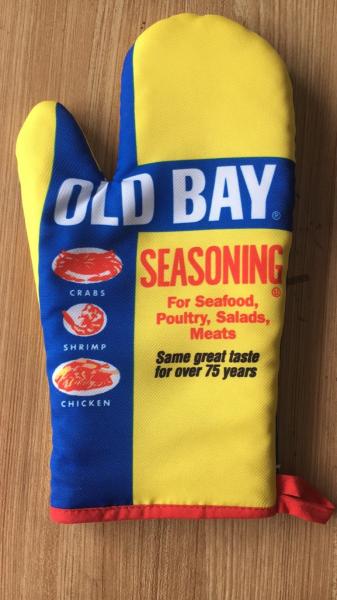 OLD BAY®
SEASONING
For Seafood,
Poultry, Salads,
Meats
Same great taste
for over 75 years
CRABS
SHRIMP
CHICKEN